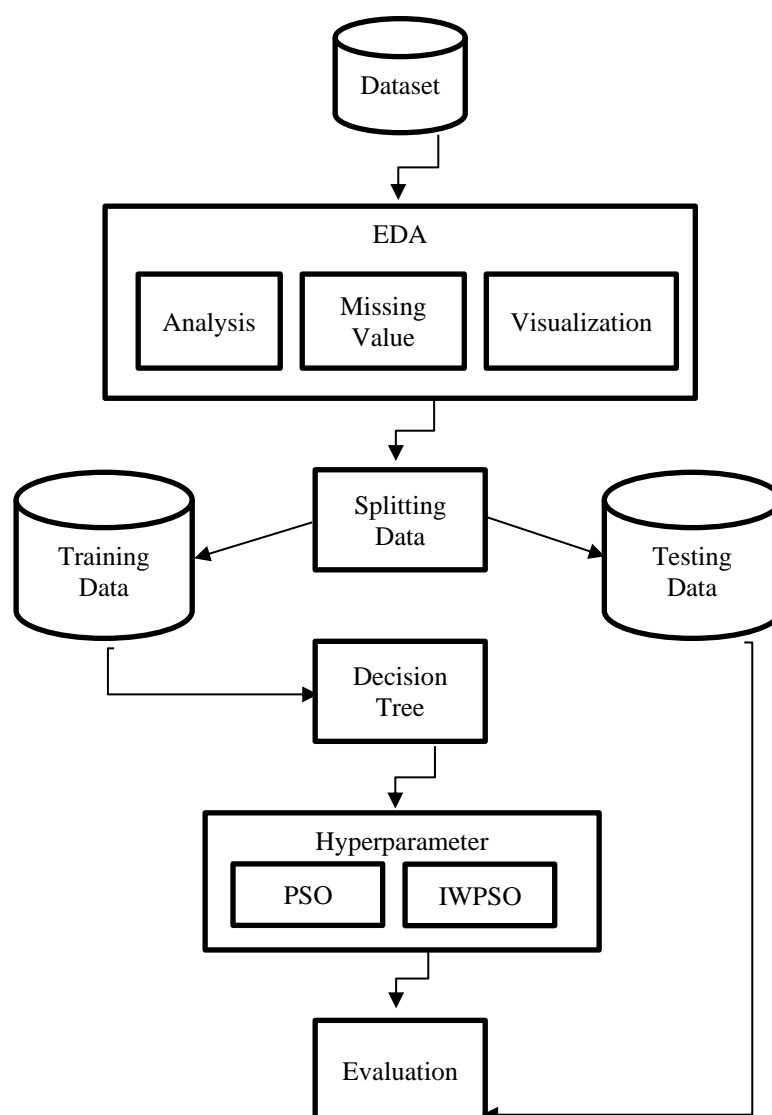 Dataset
EDA
Analysis
Missing
Value
Visualization
Splitting
Data
Training
Data
Testing
Data
Decision
Tree
Hyperparameter
PSO
IWPSO
Evaluation